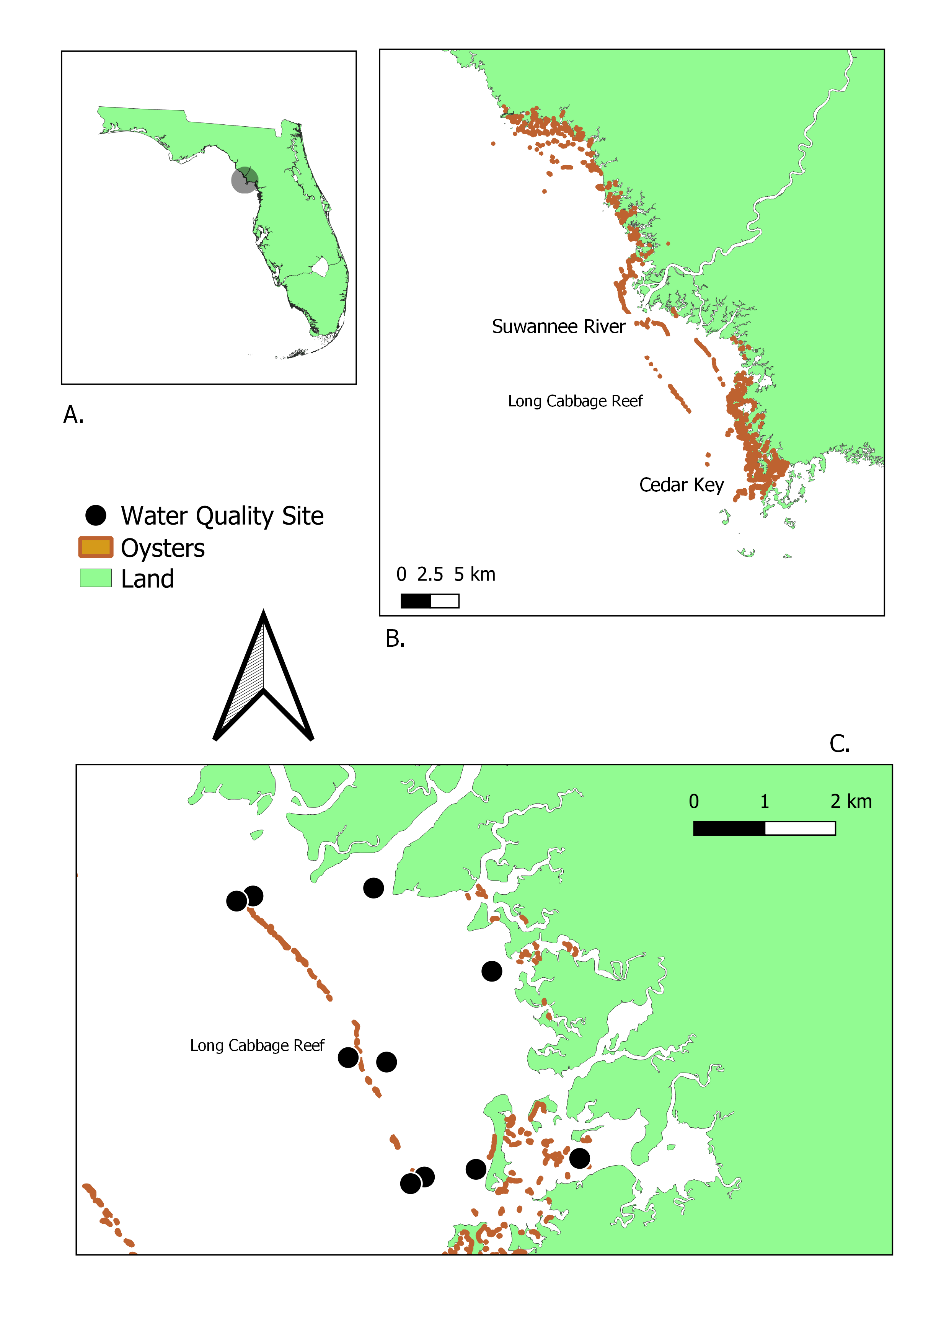 A.
Suwannee River
Long Cabbage Reef
Cedar Key
0 2.5 5 km
B.
Water Quality Site
Oysters
Land
C.
0 1 2 km
Long Cabbage Reef